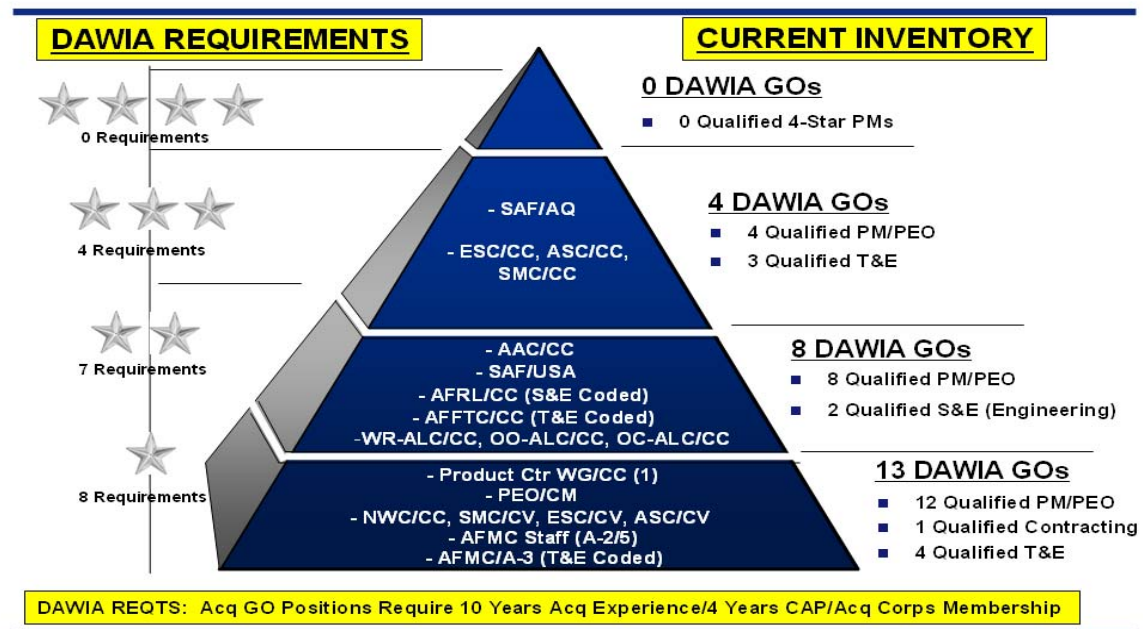 DAWIA REQUIREMENTS
CURRENT INVENTORY
0 Requirements
0 DAWIA GOs
0 Qualified 4-Star PMs
4 Requirements
- SAF/AQ
- ESC/CC, ASC/CC,
SMC/CC
4 DAWIA GOs
4 Qualified PM/PEO
3 Qualified T&E
7 Requirements
- AAC/CC
- SAF/USA
- AFRL/CC (S&E Coded)
- AFFTC/CC (T&E Coded)
-WR-ALC/CC, OO-ALC/CC, OC-ALC/CC
8 DAWIA GOs
8 Qualified PM/PEO
2 Qualified S&E (Engineering)
8 Requirements
- Product Ctr WG/CC (1)
- PEO/CM
- NWC/CC, SMC/CV, ESC/CV, ASC/CV
- AFMC Staff (A-2/5)
- AFMC/A-3 (T&E Coded)
13 DAWIA GOs
12 Qualified PM/PEO
1 Qualified Contracting
4 Qualified T&E
DAWIA REQTS: Acq GO Positions Require 10 Years Acq Experience/4 Years CAP/Acq Corps Membership